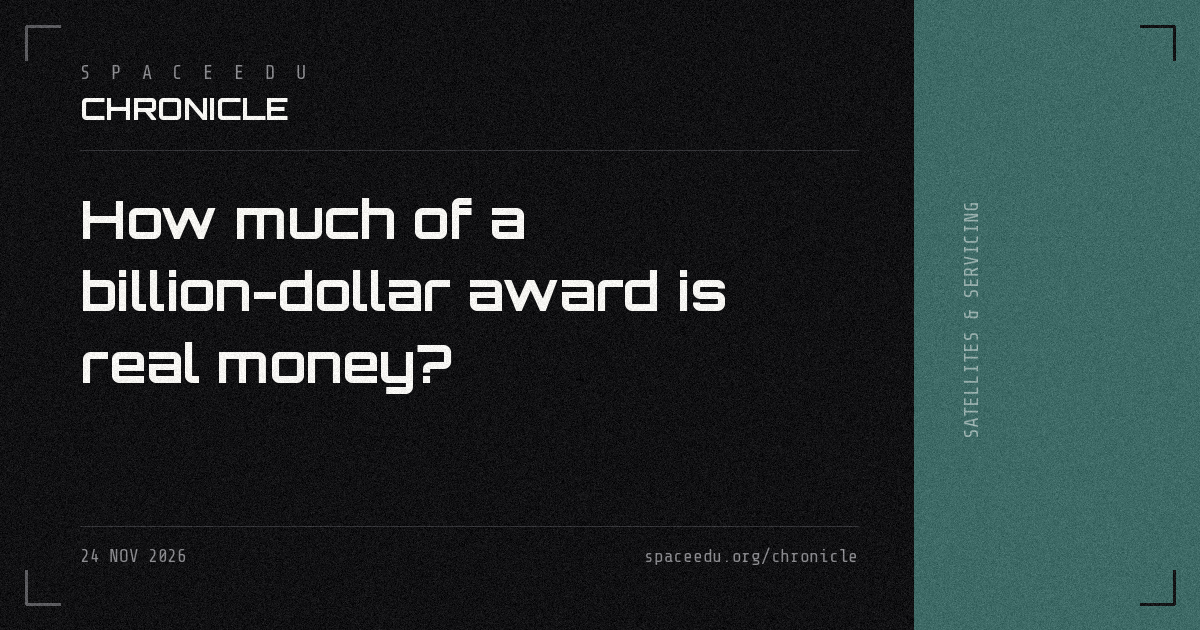 SPACEEDU
CHRONICLE
How much of a
billion-dollar award is
real money?
24 NOV 2026
spaceedu.org/chronicle
SATELLITES & SERVICING